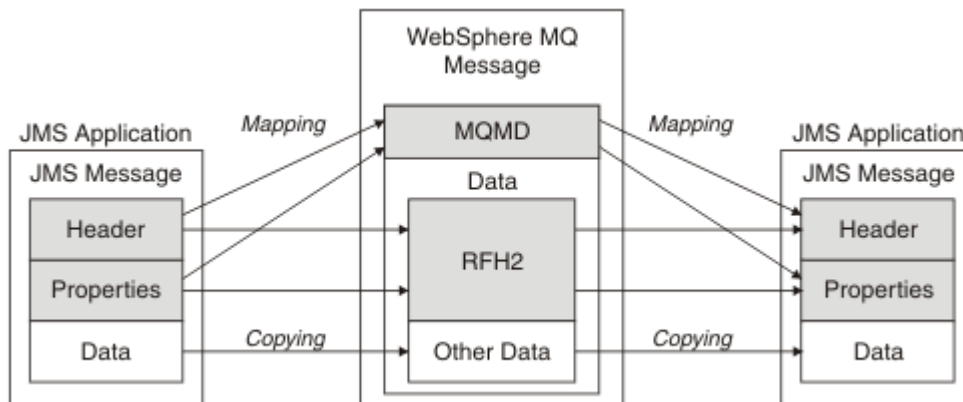 WebSphere MQ
Message
JMS Application
JMS Message
Header
Properties
Data
Mapping
Copying
MQMD
Data
RFH2
Other Data
Mapping
Copying
JMS Application
JMS Message
Header
Properties
Data